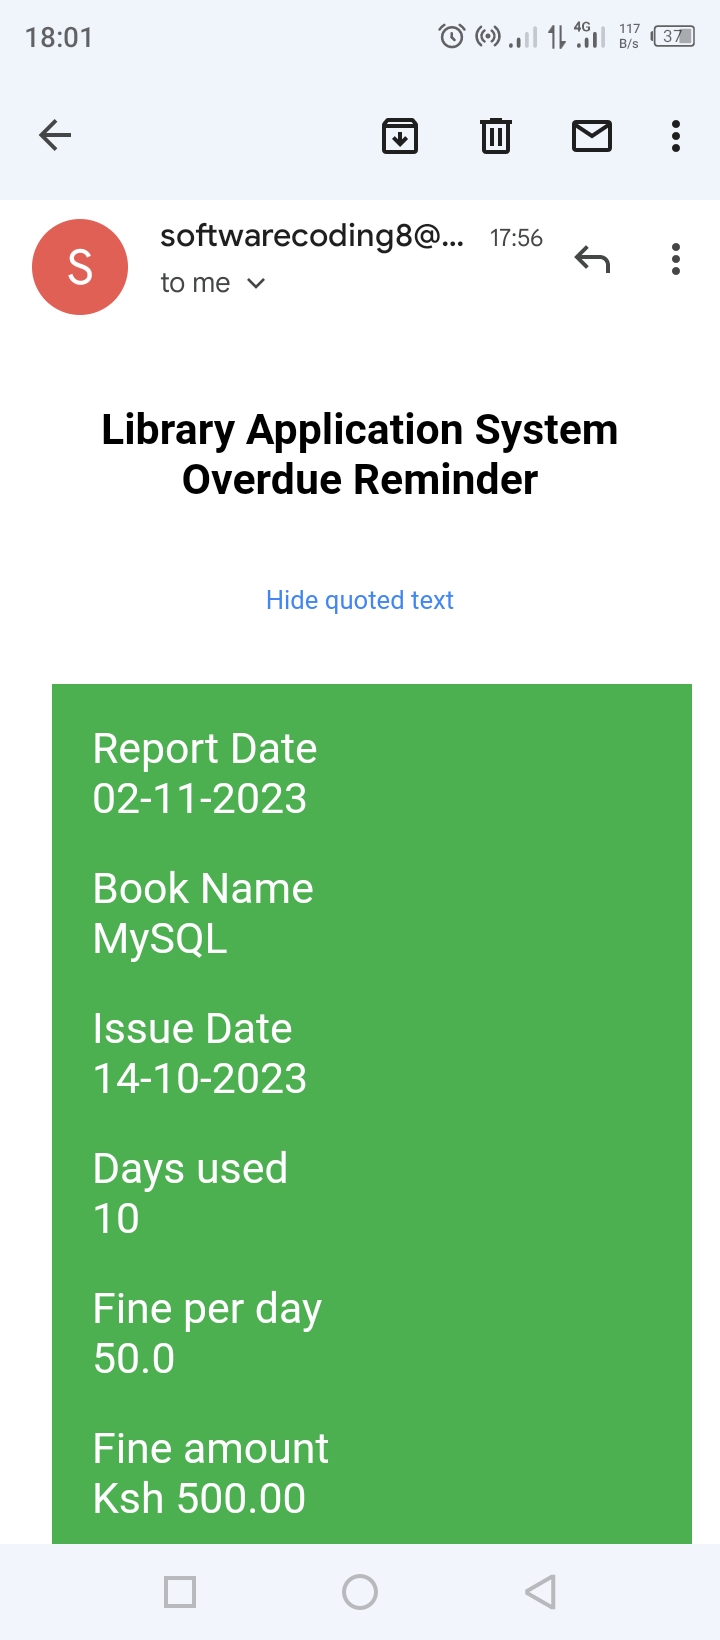 18:01
4G
117
B/s
37
softwarecoding8@...
17:56
S
to me
Library Application System
Overdue Reminder
Hide quoted text
Report Date
02-11-2023
Book Name
MySQL
Issue Date
14-10-2023
Days used
10
Fine per day
50.0
Fine amount
Ksh 500.00